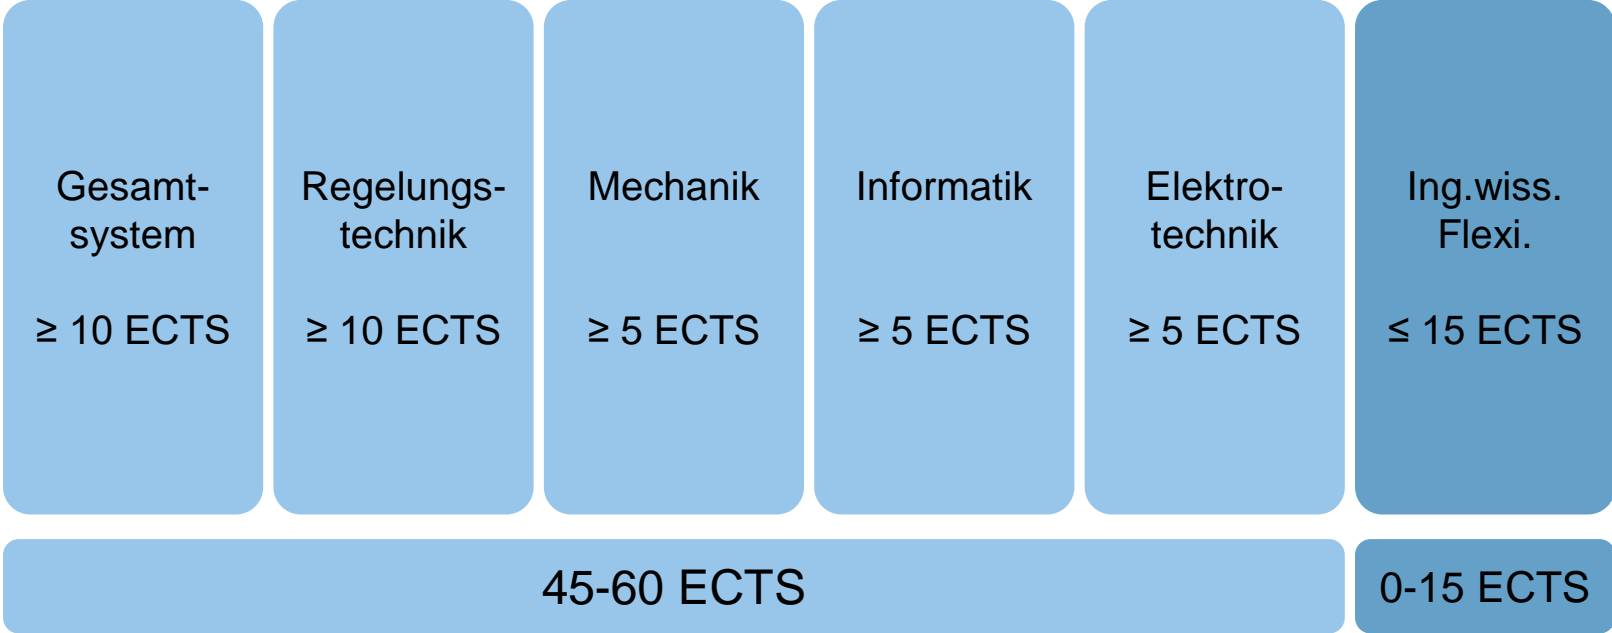 Gesamt-
system
≥ 10 ECTS
Regelungs-
technik
≥ 10 ECTS
Mechanik
≥ 5 ECTS
Informatik
≥ 5 ECTS
Elektro-
technik
≥ 5 ECTS
Ing.wiss.
Flexi.
≤ 15 ECTS
45-60 ECTS
0-15 ECTS